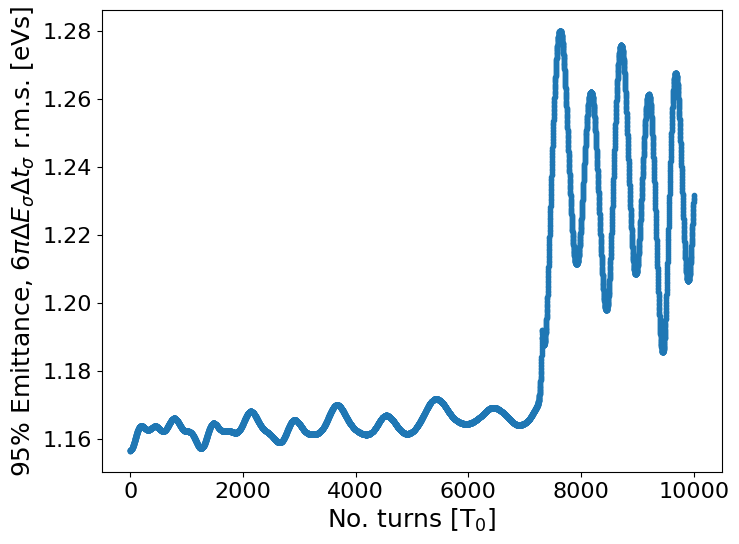 95% Emittance, 6πΔE_σΔt_σ r.m.s. [eVs]
1.28
1.26
1.24
1.22
1.20
1.18
1.16
0 2000 4000 6000 8000 10000
No. turns [T₀]